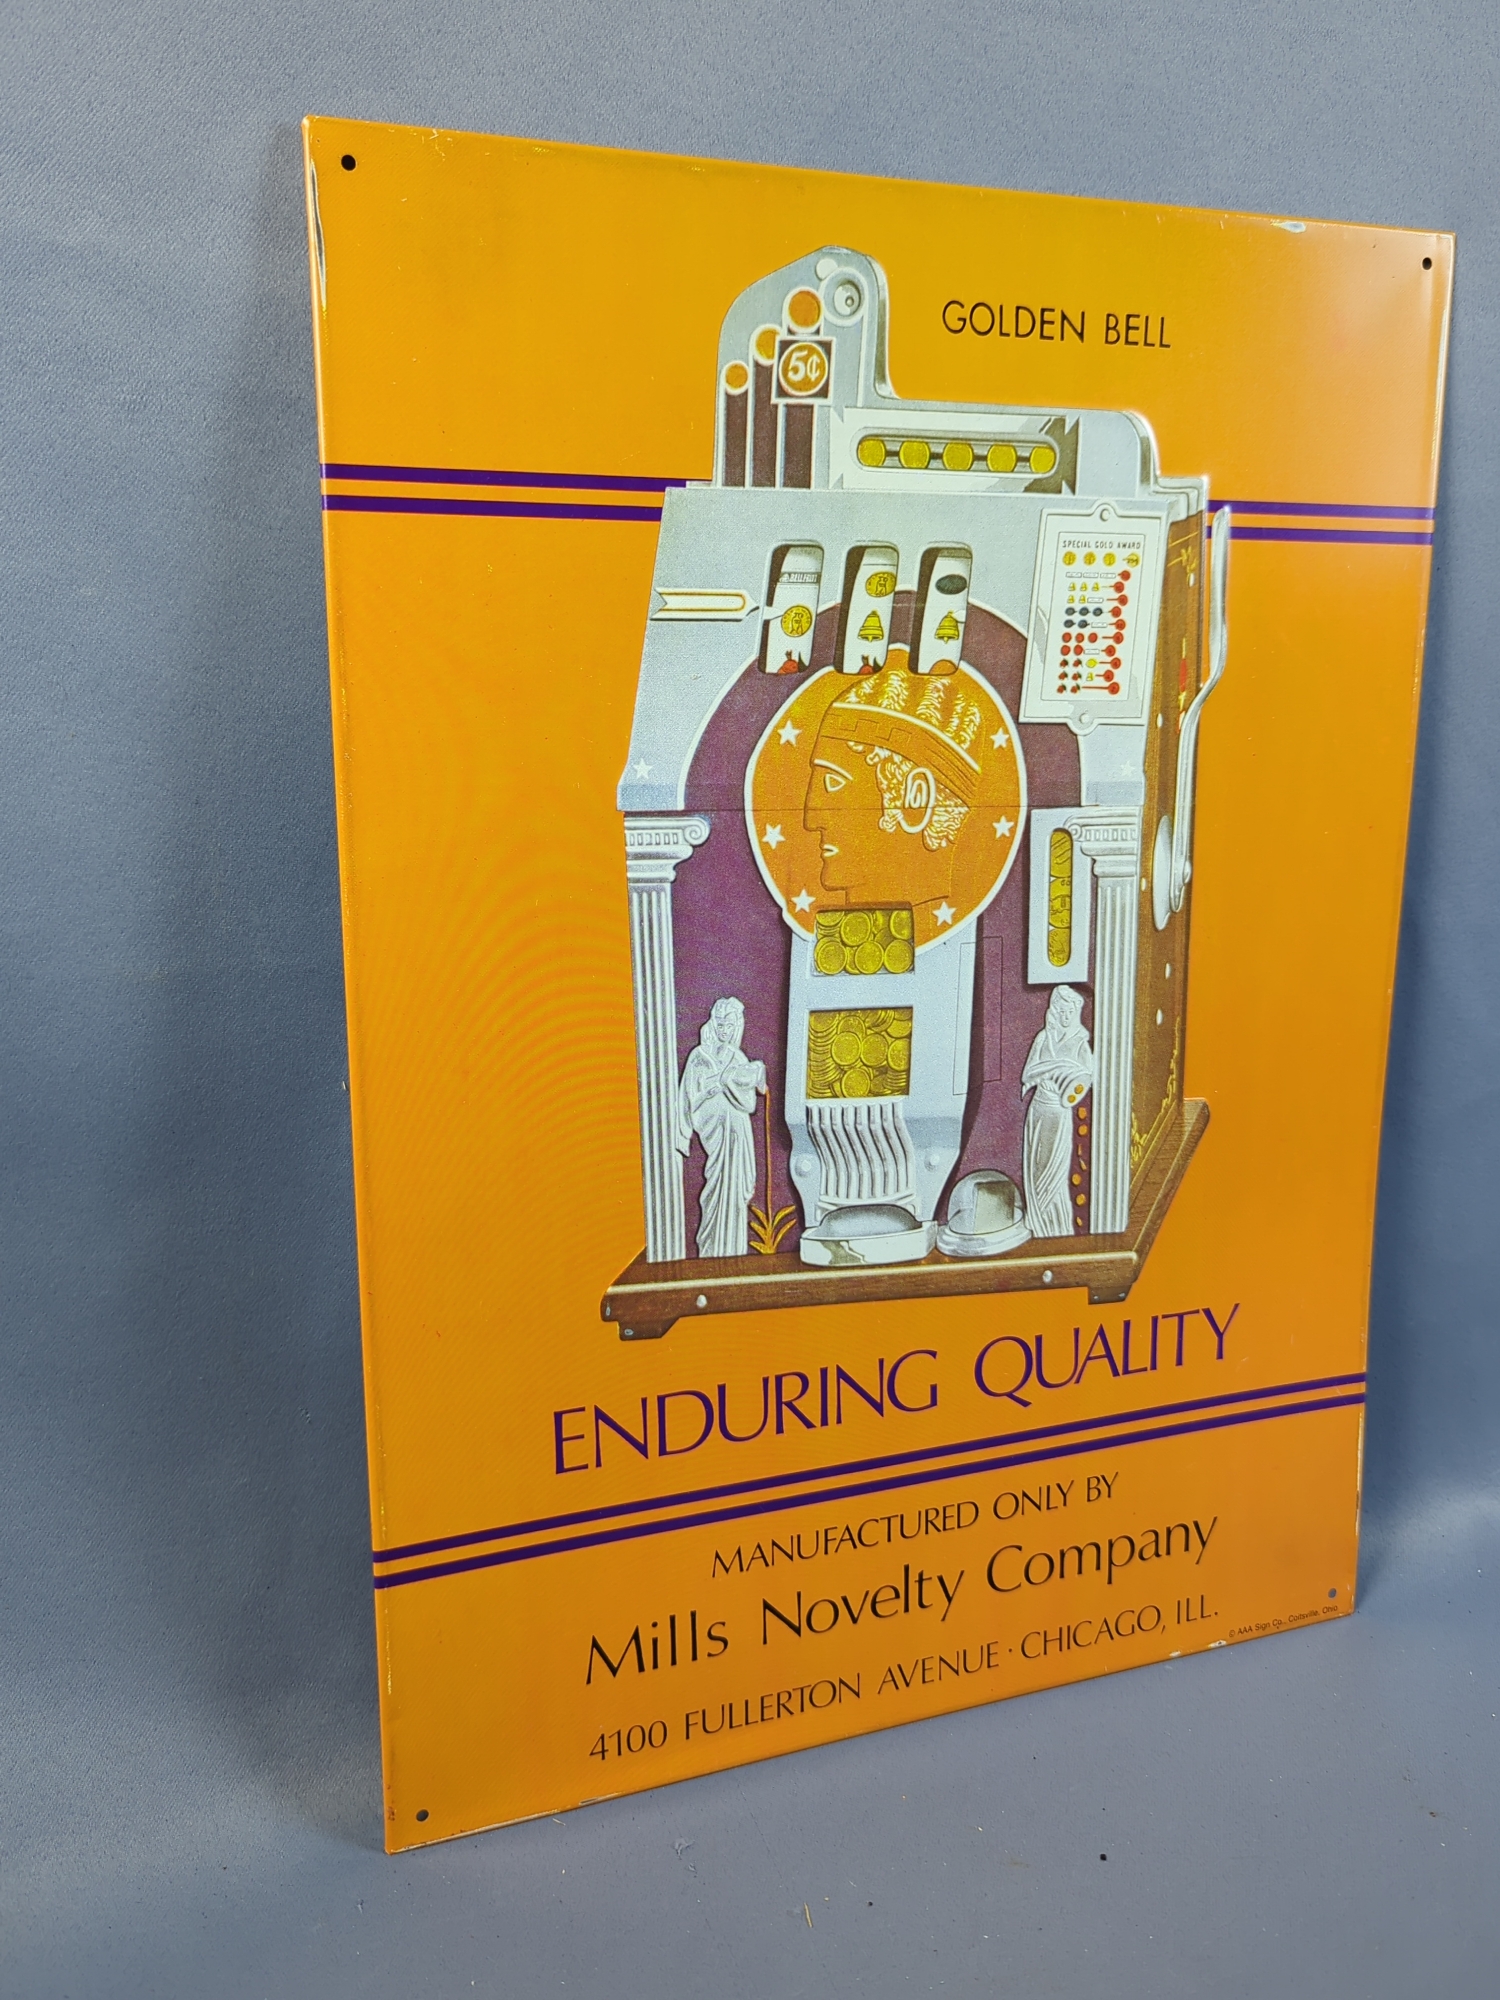 GOLDEN BELL
5¢
SPECIAL GOLD AWARD
ENDURING QUALITY
MANUFACTURED ONLY BY
Mills Novelty Company
4100 FULLERTON AVENUE · CHICAGO, ILL.
© AAA Sign Co., Coitsville, Ohio